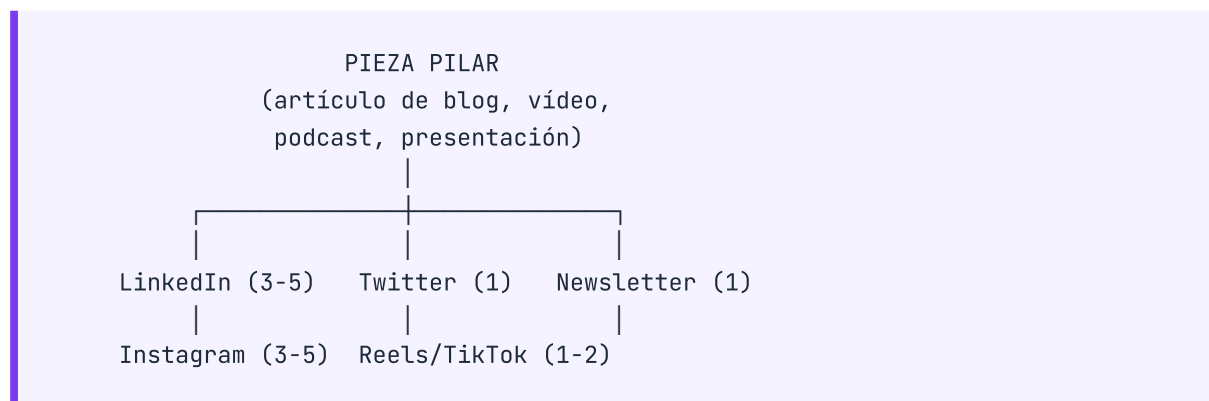 PIEZA PILAR
(artículo de blog, vídeo,
podcast, presentación)
LinkedIn (3-5) Twitter (1) Newsletter (1)
Instagram (3-5) Reels/TikTok (1-2)